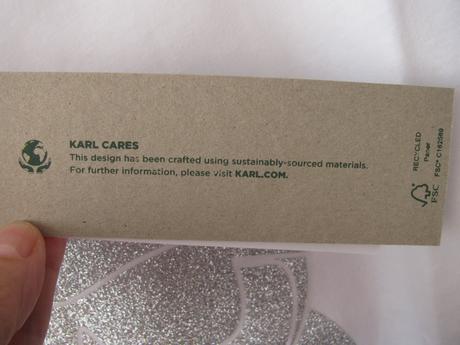 KARL CARES
This design has been crafted using sustainably-sourced materials.
For further information, please visit KARL.COM.
RECYCLED
Paper
FSC® C162569
FSC